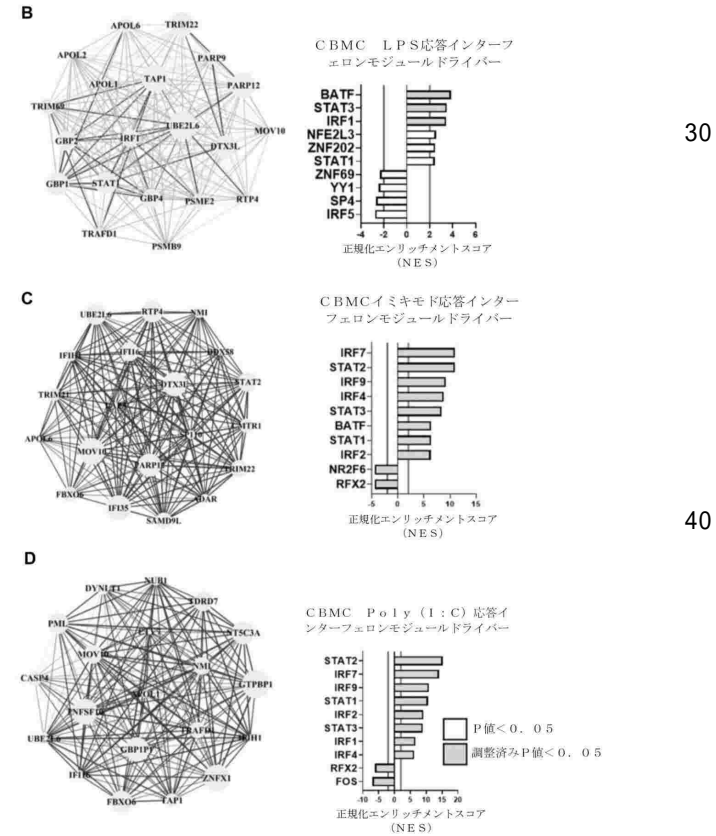 B
APOL6
TRIM22
APOL2
PARP9
TAP1
APOL1
PARP12
TRIM69
UBE2L6
MOV10
GBP2
IRF1
DTX3L
GBP1
STAT1
GBP4
PSME2
RTP4
TRAFD1
PSMB9
CBMC LPS応答インターフ
ェロンモジュールドライバー
BATF
STAT3
IRF1
NFE2L3
ZNF202
STAT1
ZNF69
YY1
SP4
IRF5
-4 -2 0 2 4 6
正規化エンリッチメントスコア
(NES)
30
C
UBE2L6
RTP4
NMI
IFIH1
IFI16
DDX58
DTX3L
STAT2
TRIM21
CMTR1
APOL6
MOV10
PARP12
TRIM22
FBXO6
IFI35
ADAR
SAMD9L
CBMCイミキモド応答インター
フェロンモジュールドライバー
IRF7
STAT2
IRF9
IRF4
STAT3
BATF
STAT1
IRF2
NR2F6
RFX2
-5 0 5 10 15
正規化エンリッチメントスコア
(NES)
40
D
DYNLT1
NUB1
TDRD7
PML
ETV7
NT5C3A
MOV10
NMI
CASP4
GTPBP1
APOL1
TNFSF10
TRAFD1
UBE2L6
GBP1P1
IFIH1
IFI16
ZNFX1
FBXO6
TAP1
CBMC Poly(I:C)応答イ
ンターフェロンモジュールドライバー
STAT2
IRF7
IRF9
STAT1
IRF2
STAT3
IRF1
IRF4
RFX2
FOS
-10 -5 0 5 10 15 20
正規化エンリッチメントスコア
(NES)
P値<0.05
調整済みP値<0.05